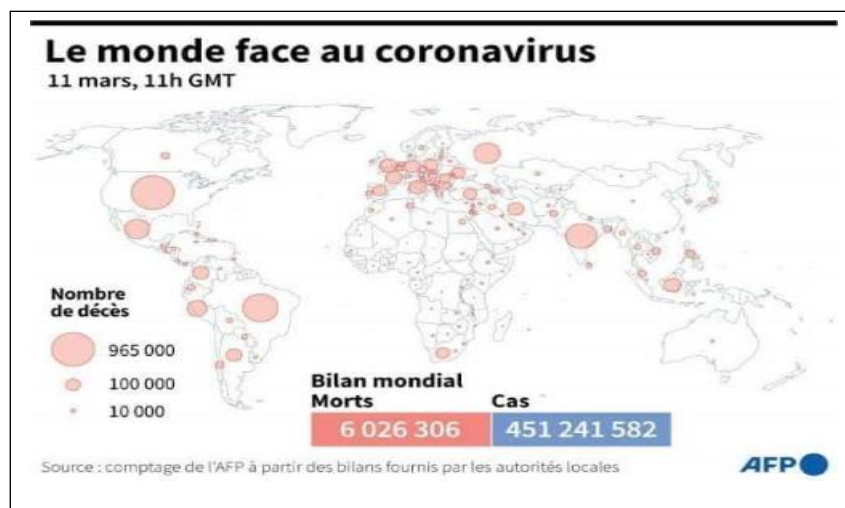 Le monde face au coronavirus
11 mars, 11h GMT
Nombre
de décès
965 000
100 000
10 000
Bilan mondial
Morts
Cas
6 026 306
451 241 582
Source : comptage de l'AFP à partir des bilans fournis par les autorités locales
AFP